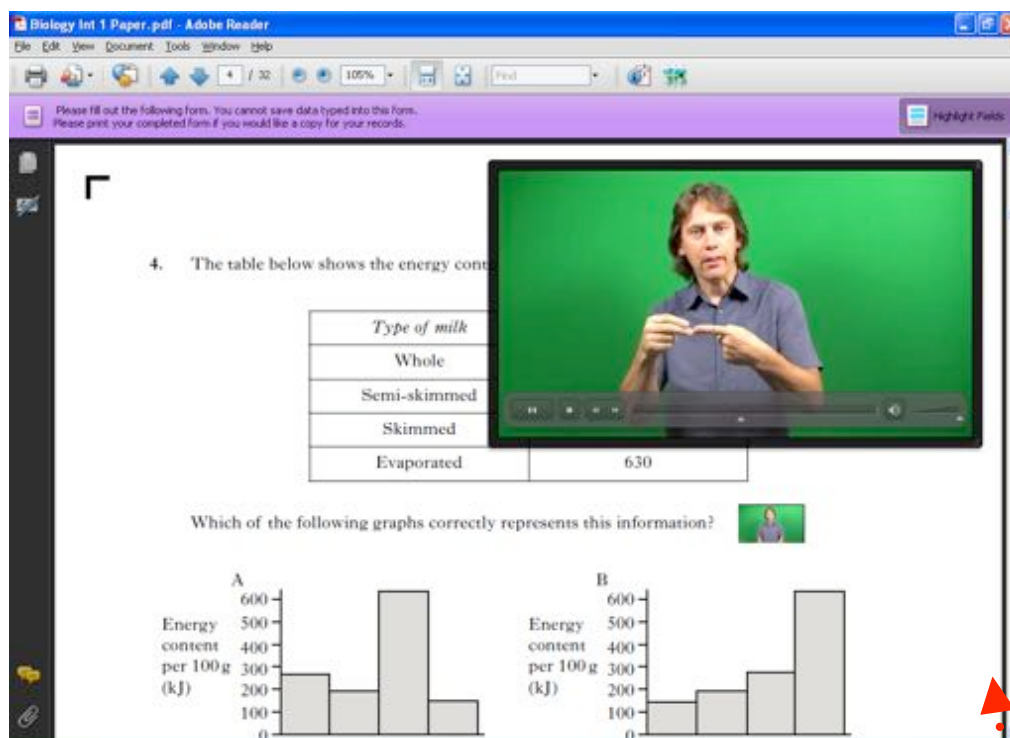 Biology Int 1 Paper.pdf - Adobe Reader
File Edit View Document Tools Window Help
4 / 32 105% Find
Please fill out the following form. You cannot save data typed into this form.
Please print your completed form if you would like a copy for your records.
Highlight Fields
4. The table below shows the energy cont
Type of milk
Whole
Semi-skimmed
Skimmed
Evaporated 630
Which of the following graphs correctly represents this information?
A B
Energy content per 100 g (kJ)
600
500
400
300
200
100
0
Energy content per 100 g (kJ)
600
500
400
300
200
100
0